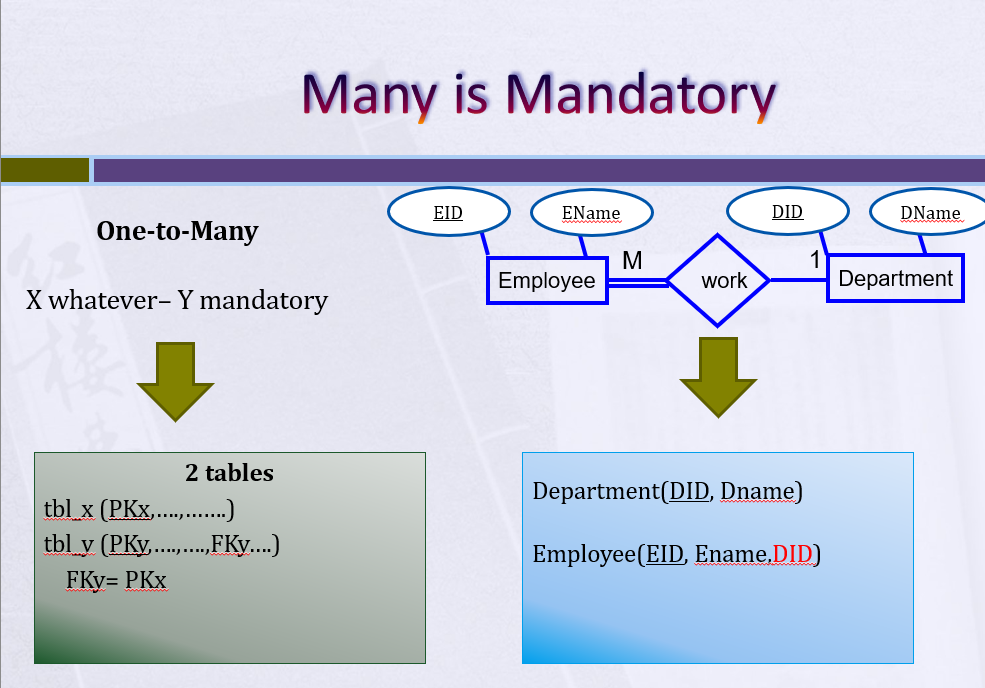 Many is Mandatory
One-to-Many
X whatever– Y mandatory
EID
EName
DID
DName
Employee
M
work
1
Department
2 tables
tbl_x (PKx,....,.......)
tbl_y (PKy,....,....,FKy....)
FKy= PKx
Department(DID, Dname)
Employee(EID, Ename,DID)